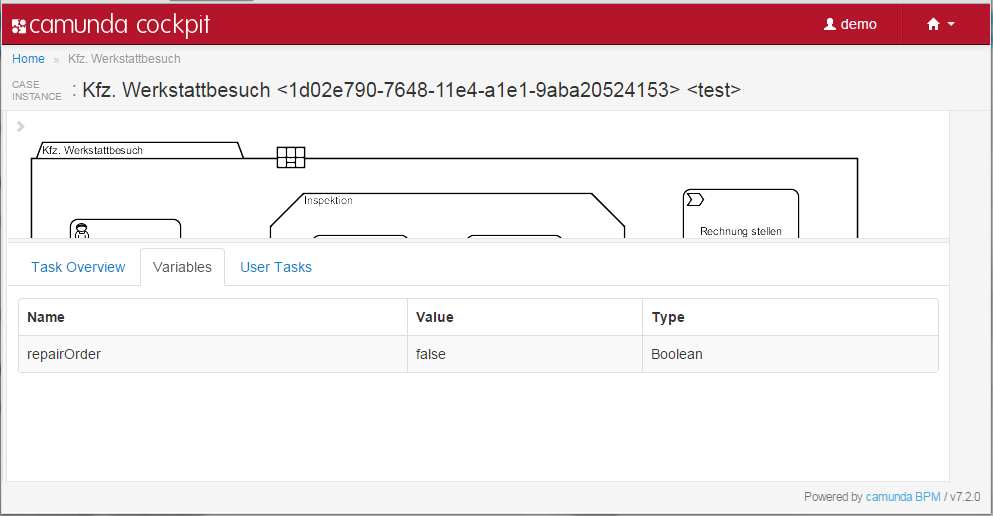 camunda cockpit demo
Home » Kfz. Werkstattbesuch
CASE
INSTANCE : Kfz. Werkstattbesuch <1d02e790-7648-11e4-a1e1-9aba20524153> <test>
Kfz. Werkstattbesuch
Inspektion
Rechnung stellen
Task Overview Variables User Tasks
Name Value Type
repairOrder false Boolean
Powered by camunda BPM / v7.2.0